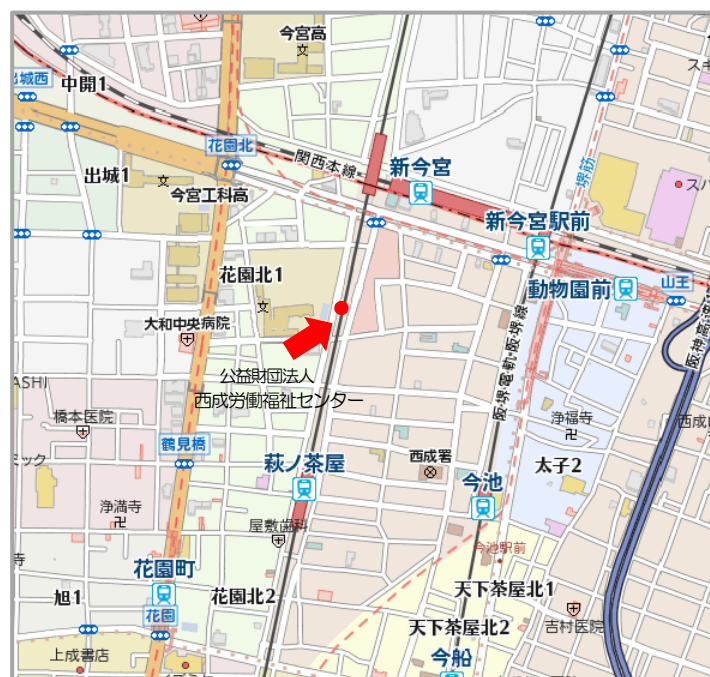 今宮高
出城西
中開1
花園北
関西本線
新今宮
堺筋
出城1
今宮工科高
スパ
新今宮駅前
花園北1
動物園前
山王
大和中央病院
阪堺電軌・阪堺線
公益財団法人
西成労働福祉センター
ASHI
橋本医院
浄福寺
鶴見橋
ミック
萩ノ茶屋
西成署
太子2
今池
浄満寺
屋敷歯科
今池駅前
花園町
天下茶屋北1
旭1
花園
花園北2
天下茶屋北2
吉村医院
上成書店
今船